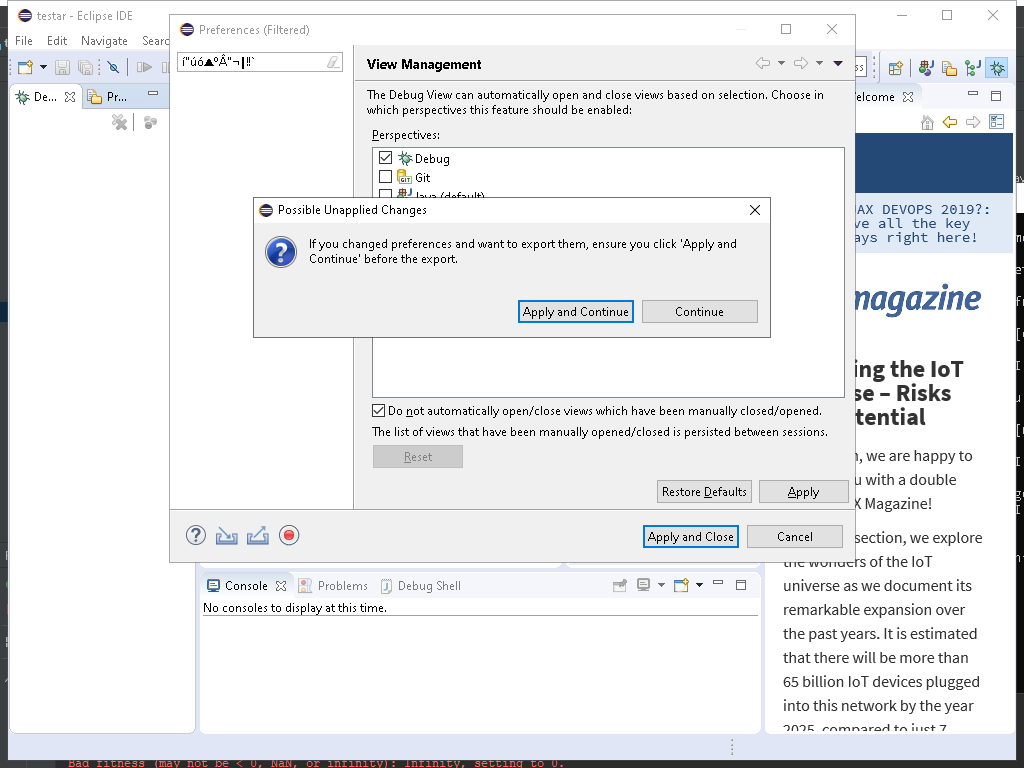 testar - Eclipse IDE
File Edit Navigate Searc
De... Pr...
Preferences (Filtered)
í"úó▲ºÂ"¬‖‼`
View Management
The Debug View can automatically open and close views based on selection. Choose in
which perspectives this feature should be enabled:
Perspectives:
Debug
Git
Java (default)
Possible Unapplied Changes
If you changed preferences and want to export them, ensure you click 'Apply and
Continue' before the export.
Apply and Continue Continue
Do not automatically open/close views which have been manually closed/opened.
The list of views that have been manually opened/closed is persisted between sessions.
Reset
Restore Defaults Apply
Apply and Close Cancel
elcome
AX DEVOPS 2019?:
ve all the key
ays right here!
magazine
ing the IoT
se – Risks
tential
n, we are happy to
u with a double
X Magazine!
section, we explore
the wonders of the IoT
universe as we document its
remarkable expansion over
the past years. It is estimated
that there will be more than
65 billion IoT devices plugged
into this network by the year
2025, compared to just 7
Console Problems Debug Shell
No consoles to display at this time.
Bad fitness (may not be < 0, NaN, or infinity): Infinity, setting to 0.